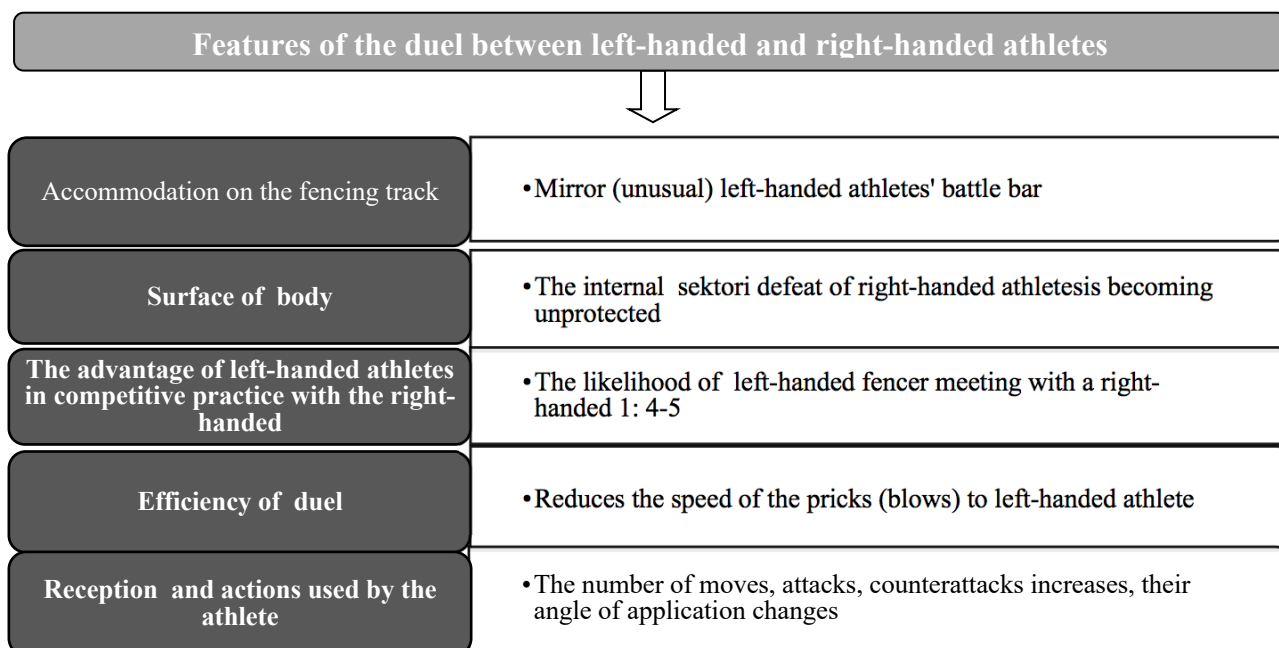 Features of the duel between left-handed and right-handed athletes
Accommodation on the fencing track
•Mirror (unusual) left-handed athletes' battle bar
Surface of body
•The internal sektori defeat of right-handed athletesis becoming
unprotected
The advantage of left-handed athletes
in competitive practice with the right-
handed
•The likelihood of left-handed fencer meeting with a right-
handed 1: 4-5
Efficiency of duel
•Reduces the speed of the pricks (blows) to left-handed athlete
Reception and actions used by the
athlete
•The number of moves, attacks, counterattacks increases, their
angle of application changes